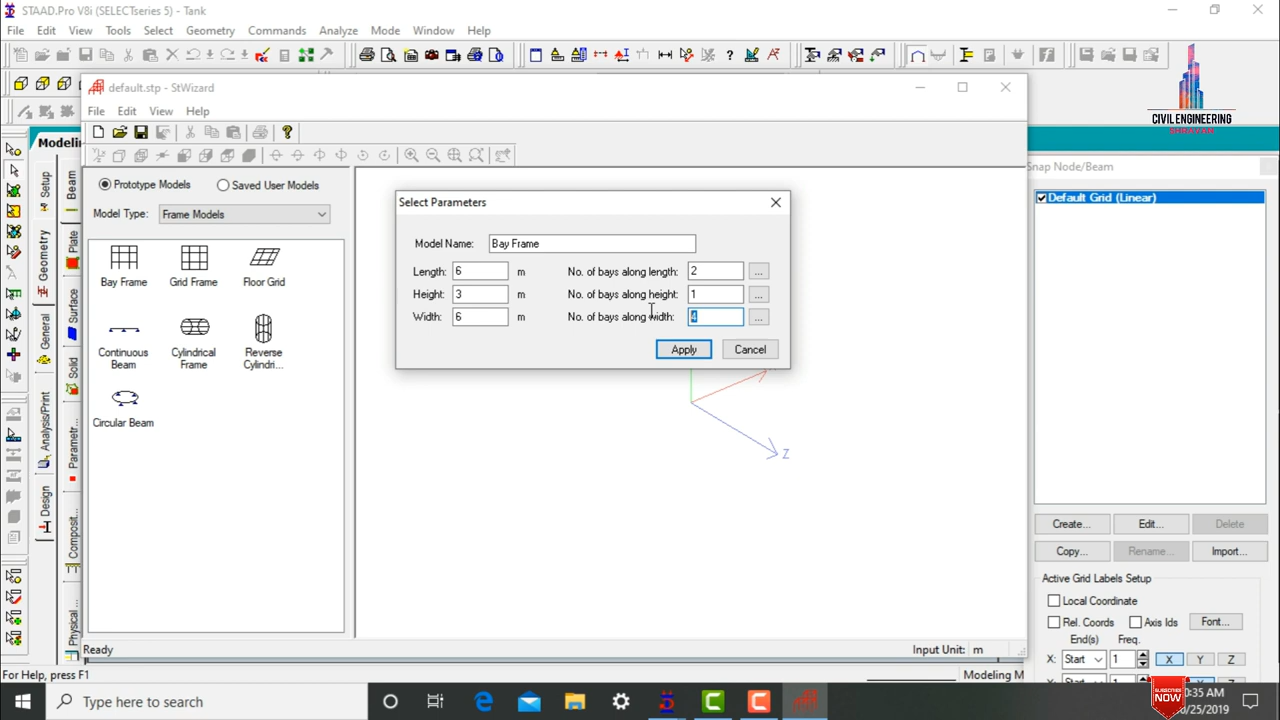 STAAD.Pro V8i (SELECTseries 5) - Tank
File Edit View Tools Select Geometry Commands Analyze Mode Window Help
CIVIL ENGINEERING
default.stp - StWizard
File Edit View Help
Modeling
Setup
Geometry
General
Analysis/Print
Design
Beam
Plate
Surface
Solid
Parametr...
Composit...
Physical
Prototype Models Saved User Models
Model Type: Frame Models
Bay Frame Grid Frame Floor Grid
Continuous Beam
Cylindrical Frame
Reverse Cylindri...
Circular Beam
Select Parameters
Model Name: Bay Frame
Length: 6 m No. of bays along length: 2 ...
Height: 3 m No. of bays along height: 1 ...
Width: 6 m No. of bays along width: 4 ...
Apply Cancel
Z
Ready Input Unit: m
Snap Node/Beam
Default Grid (Linear)
Create... Edit... Delete
Copy... Rename... Import...
Active Grid Labels Setup
Local Coordinate
Rel. Coords Axis Ids Font...
End(s) Freq.
X: Start 1 X Y Z
For Help, press F1 Modeling M
Type here to search
SUBSCRIBE
NOW
:35 AM
/25/2019